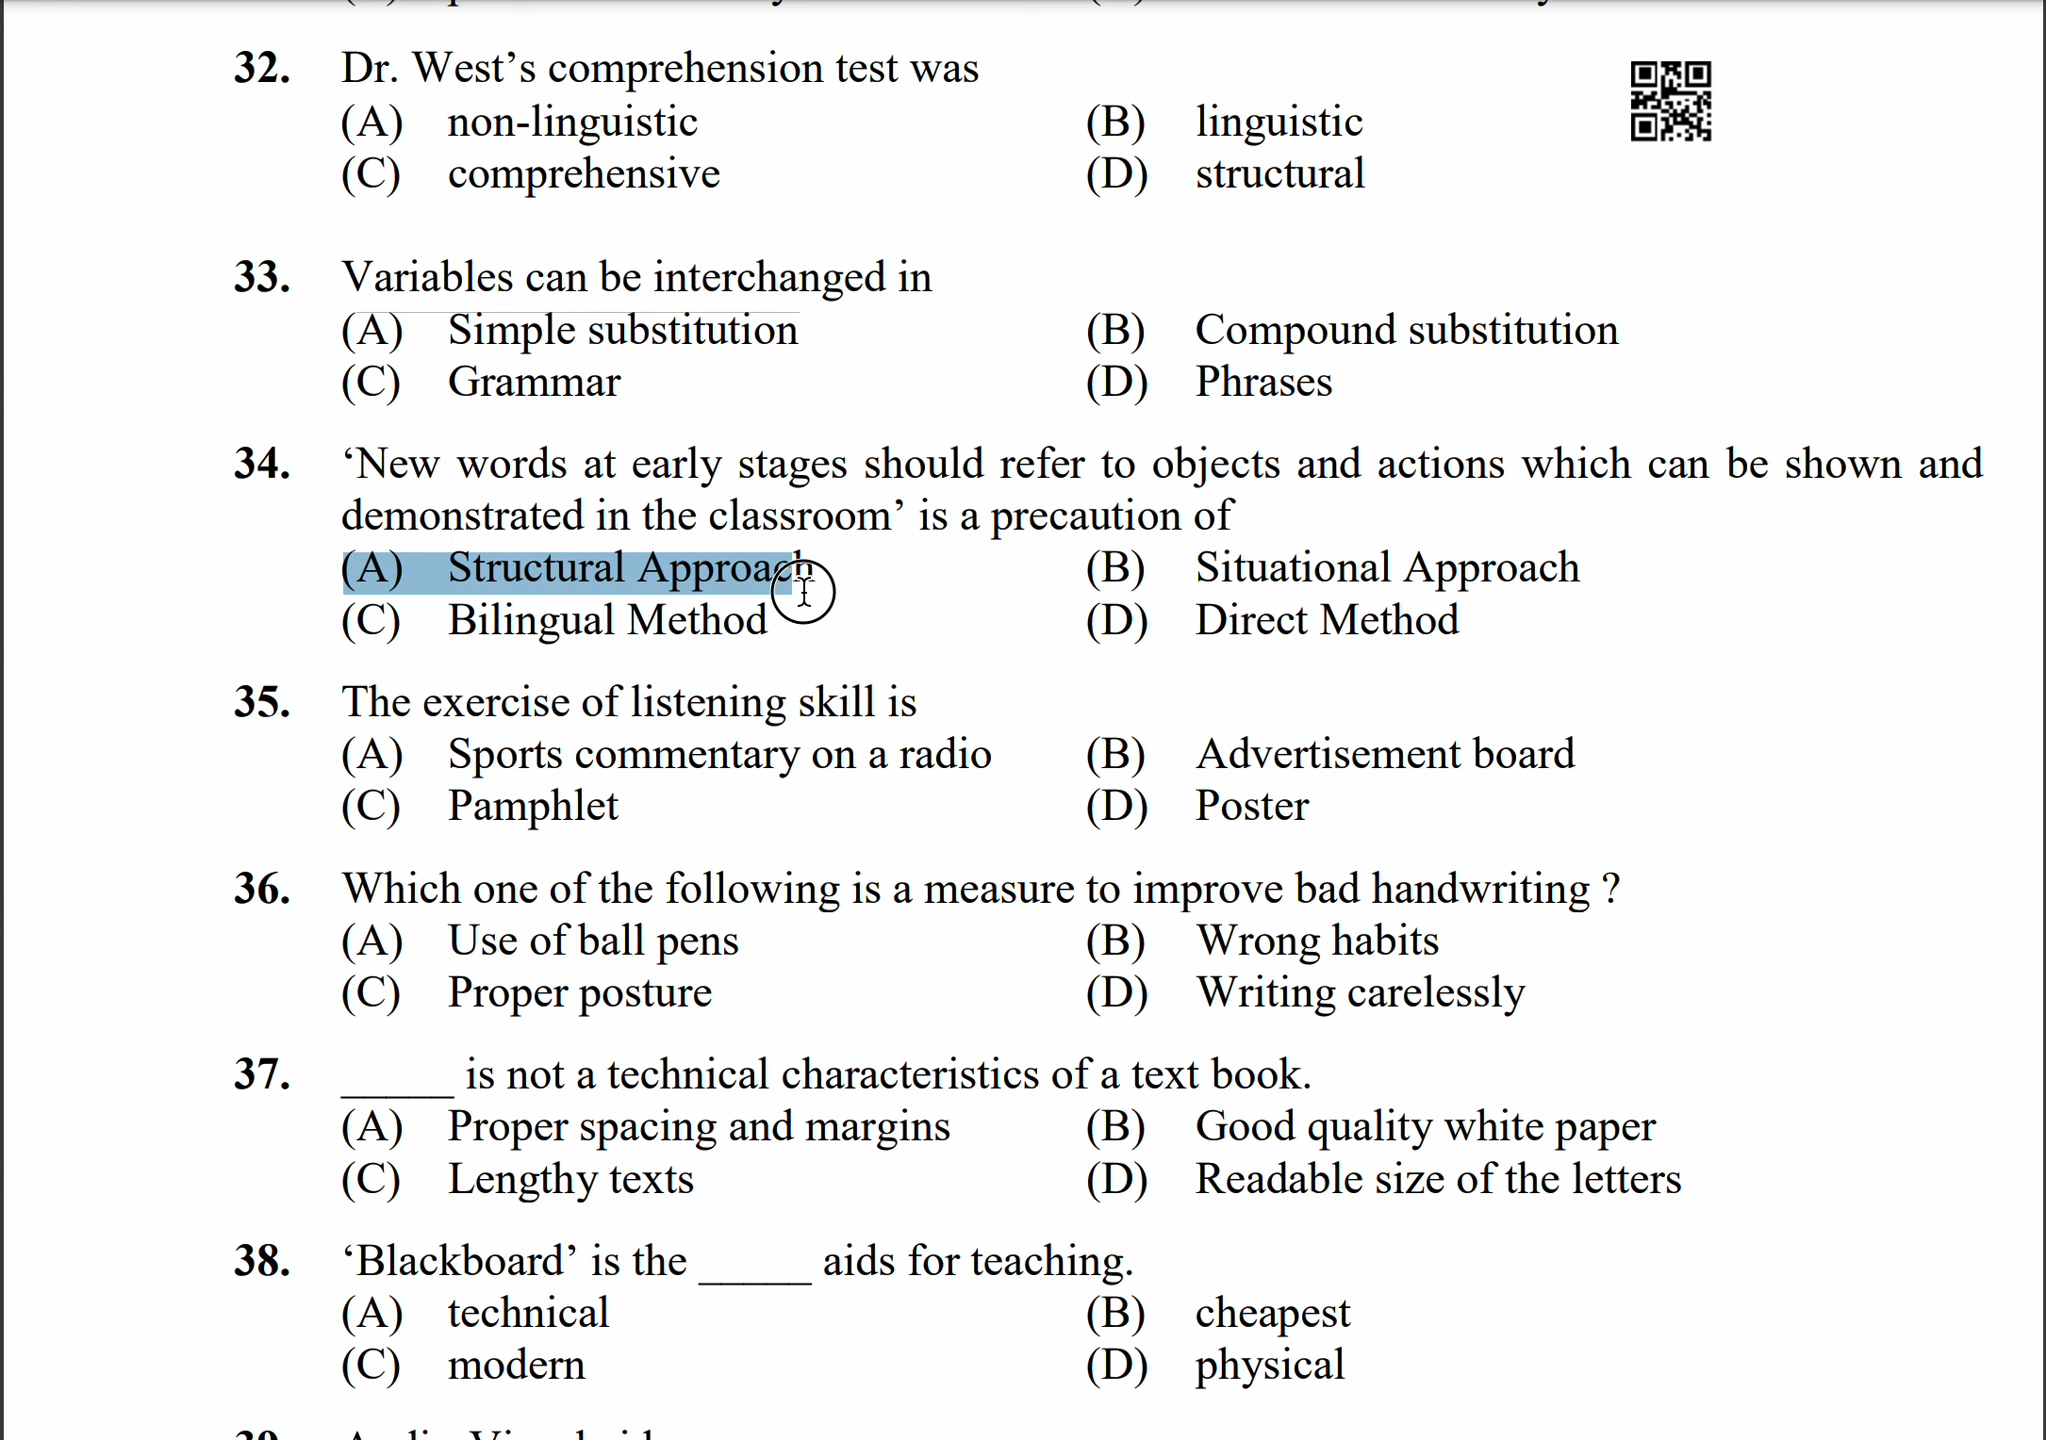 32. Dr. West’s comprehension test was
(A) non-linguistic (B) linguistic
(C) comprehensive (D) structural
33. Variables can be interchanged in
(A) Simple substitution (B) Compound substitution
(C) Grammar (D) Phrases
34. ‘New words at early stages should refer to objects and actions which can be shown and
demonstrated in the classroom’ is a precaution of
(A) Structural Approach (B) Situational Approach
(C) Bilingual Method (D) Direct Method
35. The exercise of listening skill is
(A) Sports commentary on a radio (B) Advertisement board
(C) Pamphlet (D) Poster
36. Which one of the following is a measure to improve bad handwriting ?
(A) Use of ball pens (B) Wrong habits
(C) Proper posture (D) Writing carelessly
37. _____ is not a technical characteristics of a text book.
(A) Proper spacing and margins (B) Good quality white paper
(C) Lengthy texts (D) Readable size of the letters
38. ‘Blackboard’ is the _____ aids for teaching.
(A) technical (B) cheapest
(C) modern (D) physical